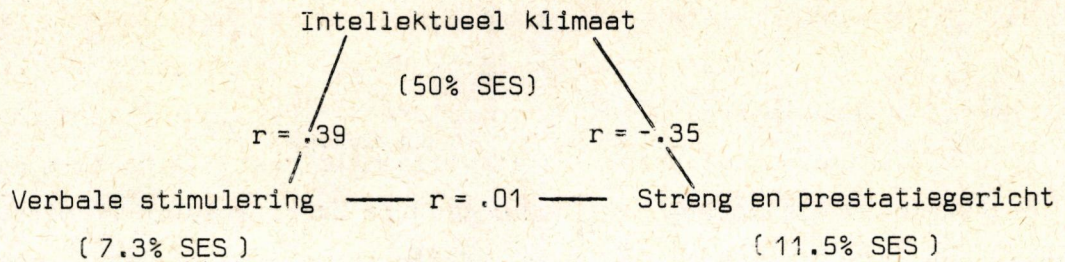 Intellektueel klimaat
(50% SES)
r = .39 r = -.35
Verbale stimulering r = .01 Streng en prestatiegericht
(7.3% SES) (11.5% SES)